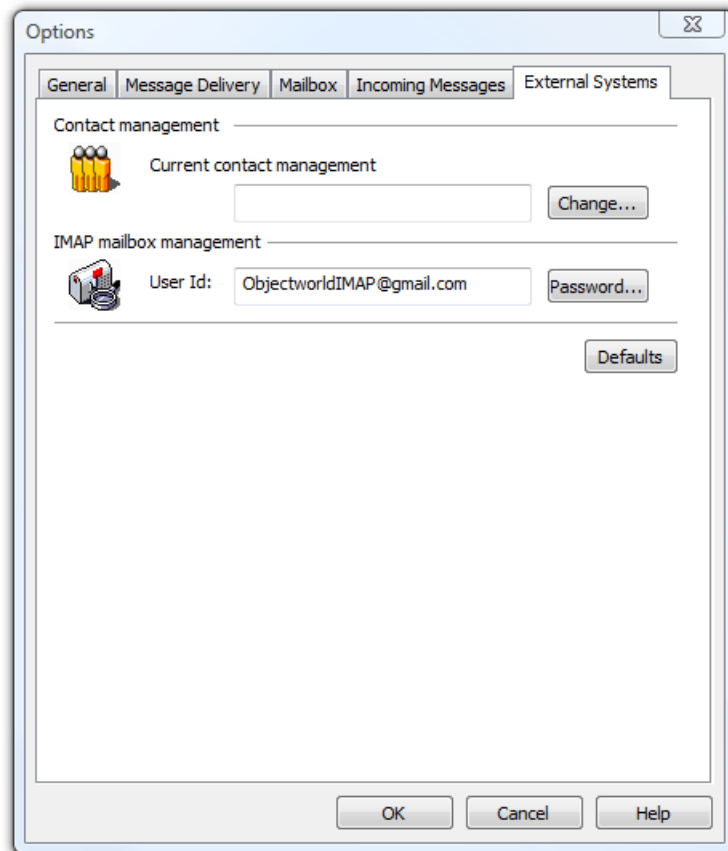 Options
General Message Delivery Mailbox Incoming Messages External Systems
Contact management
Current contact management
Change...
IMAP mailbox management
User Id: ObjectworldIMAP@gmail.com Password...
Defaults
OK Cancel Help